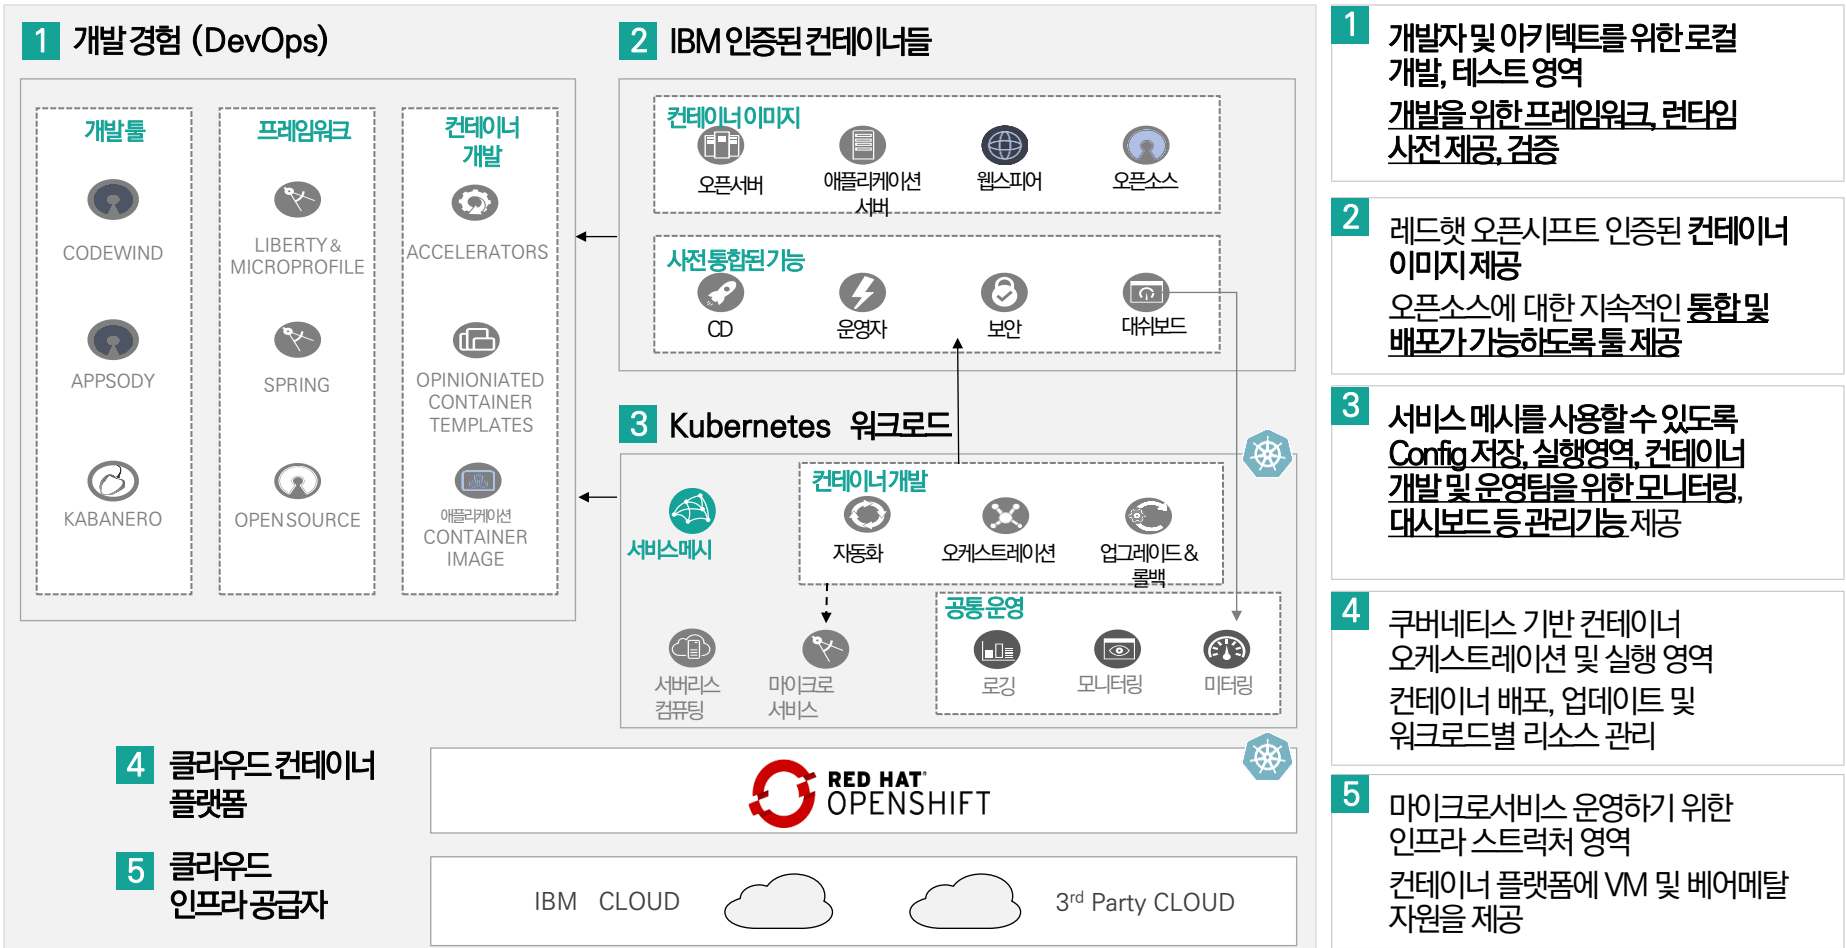 1 개발 경험 (DevOps)
개발 툴
CODEWIND
APPSODY
KABANERO
프레임워크
LIBERTY &
MICROPROFILE
SPRING
OPEN SOURCE
컨테이너
개발
ACCELERATORS
OPINIONIATED
CONTAINER
TEMPLATES
애플리케이션
CONTAINER
IMAGE
2 IBM 인증된 컨테이너들
컨테이너 이미지
오픈서버
애플리케이션
서버
웹스피어
오픈소스
사전 통합된 기능
CD
운영자
보안
대쉬보드
3 Kubernetes 워크로드
서비스메시
컨테이너 개발
자동화
오케스트레이션
업그레이드 &
롤백
서버리스
컴퓨팅
마이크로
서비스
공통 운영
로깅
모니터링
미터링
4 클라우드 컨테이너
플랫폼
RED HAT®
OPENSHIFT
5 클라우드
인프라 공급자
IBM CLOUD
3rd Party CLOUD
1 개발자 및 아키텍트를 위한 로컬
개발, 테스트 영역
개발을 위한 프레임워크, 런타임
사전 제공, 검증
2 레드햇 오픈시프트 인증된 컨테이너
이미지 제공
오픈소스에 대한 지속적인 통합 및
배포가 가능하도록 툴 제공
3 서비스 메시를 사용할 수 있도록
Config 저장, 실행영역, 컨테이너
개발 및 운영팀을 위한 모니터링,
대시보드 등 관리기능 제공
4 쿠버네티스 기반 컨테이너
오케스트레이션 및 실행 영역
컨테이너 배포, 업데이트 및
워크로드별 리소스 관리
5 마이크로서비스 운영하기 위한
인프라 스트럭처 영역
컨테이너 플랫폼에 VM 및 베어메탈
자원을 제공